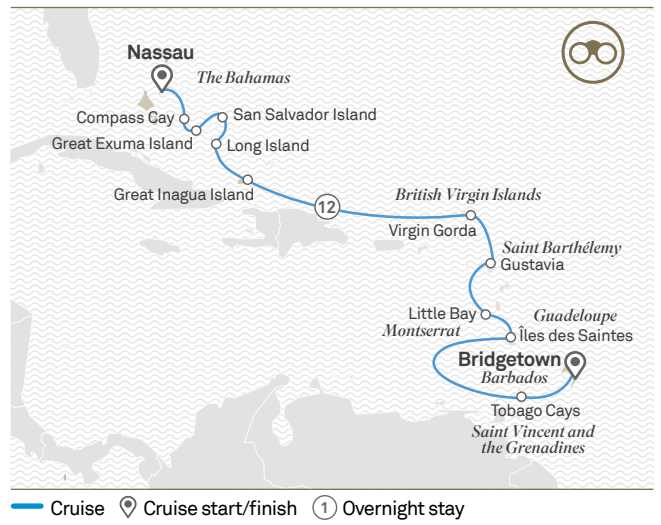 Nassau
The Bahamas
Compass Cay
San Salvador Island
Great Exuma Island
Long Island
Great Inagua Island
12
British Virgin Islands
Virgin Gorda
Saint Barthélemy
Gustavia
Little Bay
Montserrat
Guadeloupe
Îles des Saintes
Bridgetown
Barbados
Tobago Cays
Saint Vincent and
the Grenadines
Cruise
Cruise start/finish
1
Overnight stay